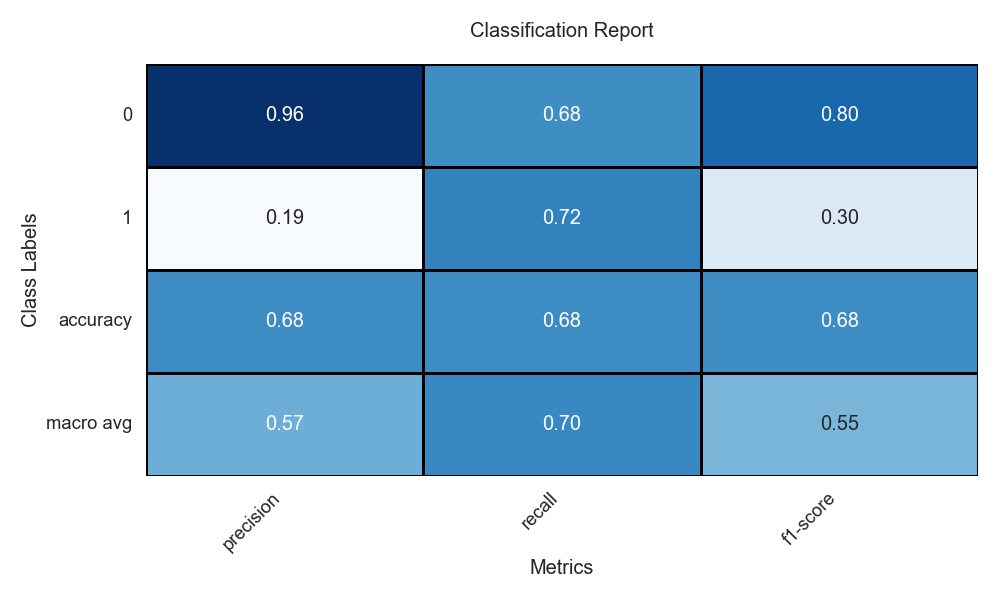 Classification Report
Class Labels
0 0.96 0.68 0.80
1 0.19 0.72 0.30
accuracy 0.68 0.68 0.68
macro avg 0.57 0.70 0.55
precision recall f1-score
Metrics